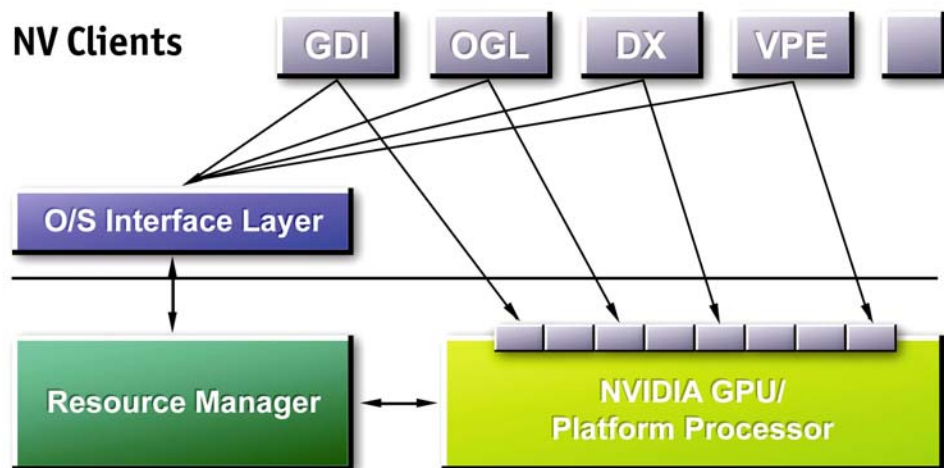 NV Clients
GDI
OGL
DX
VPE
O/S Interface Layer
Resource Manager
NVIDIA GPU/
Platform Processor